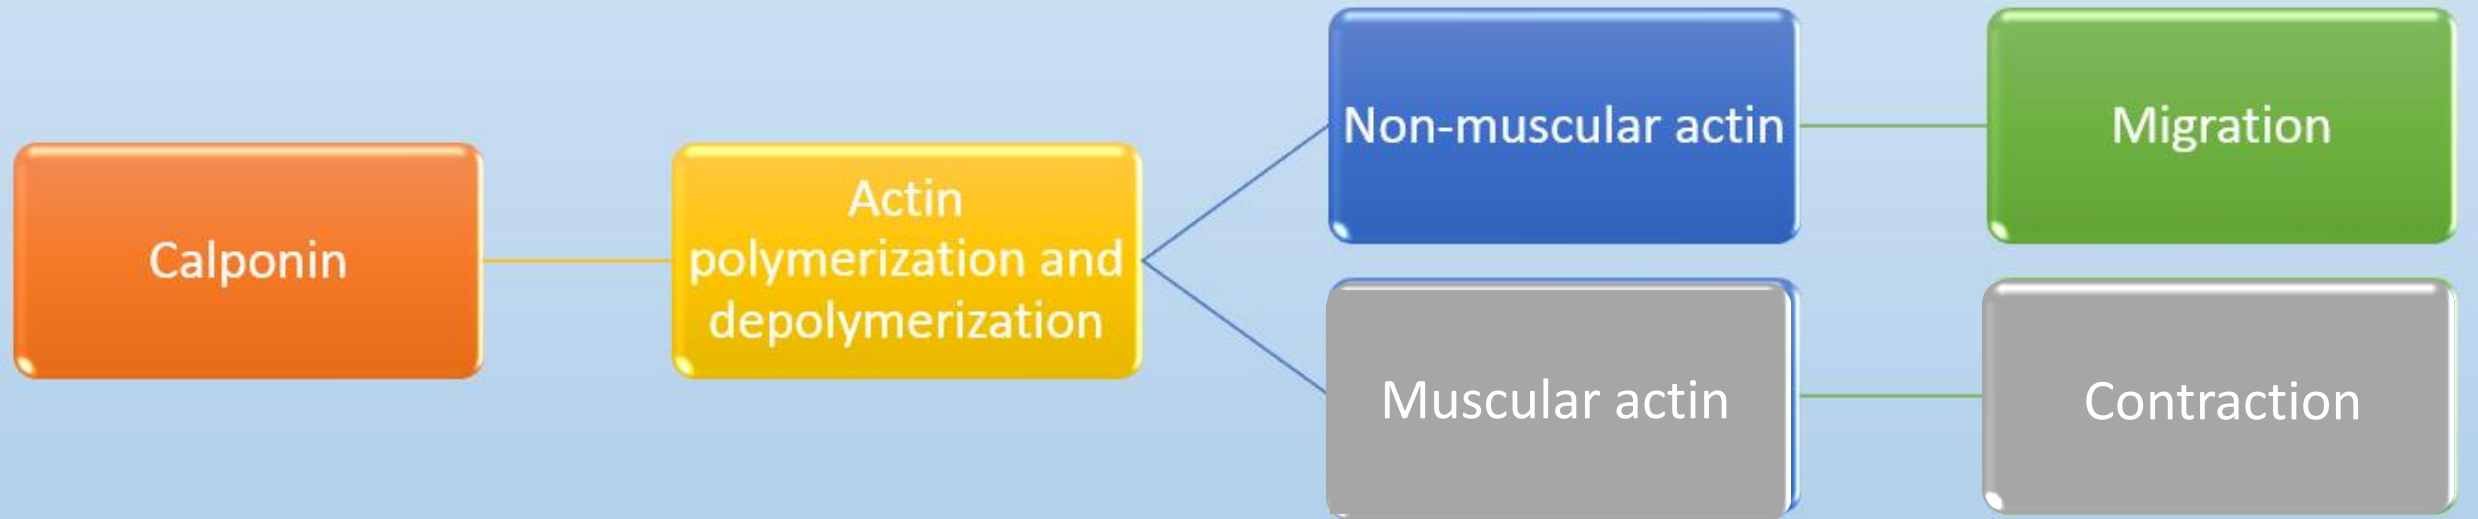 Calponin
Actin
polymerization and
depolymerization
Non-muscular actin
Migration
Muscular actin
Contraction